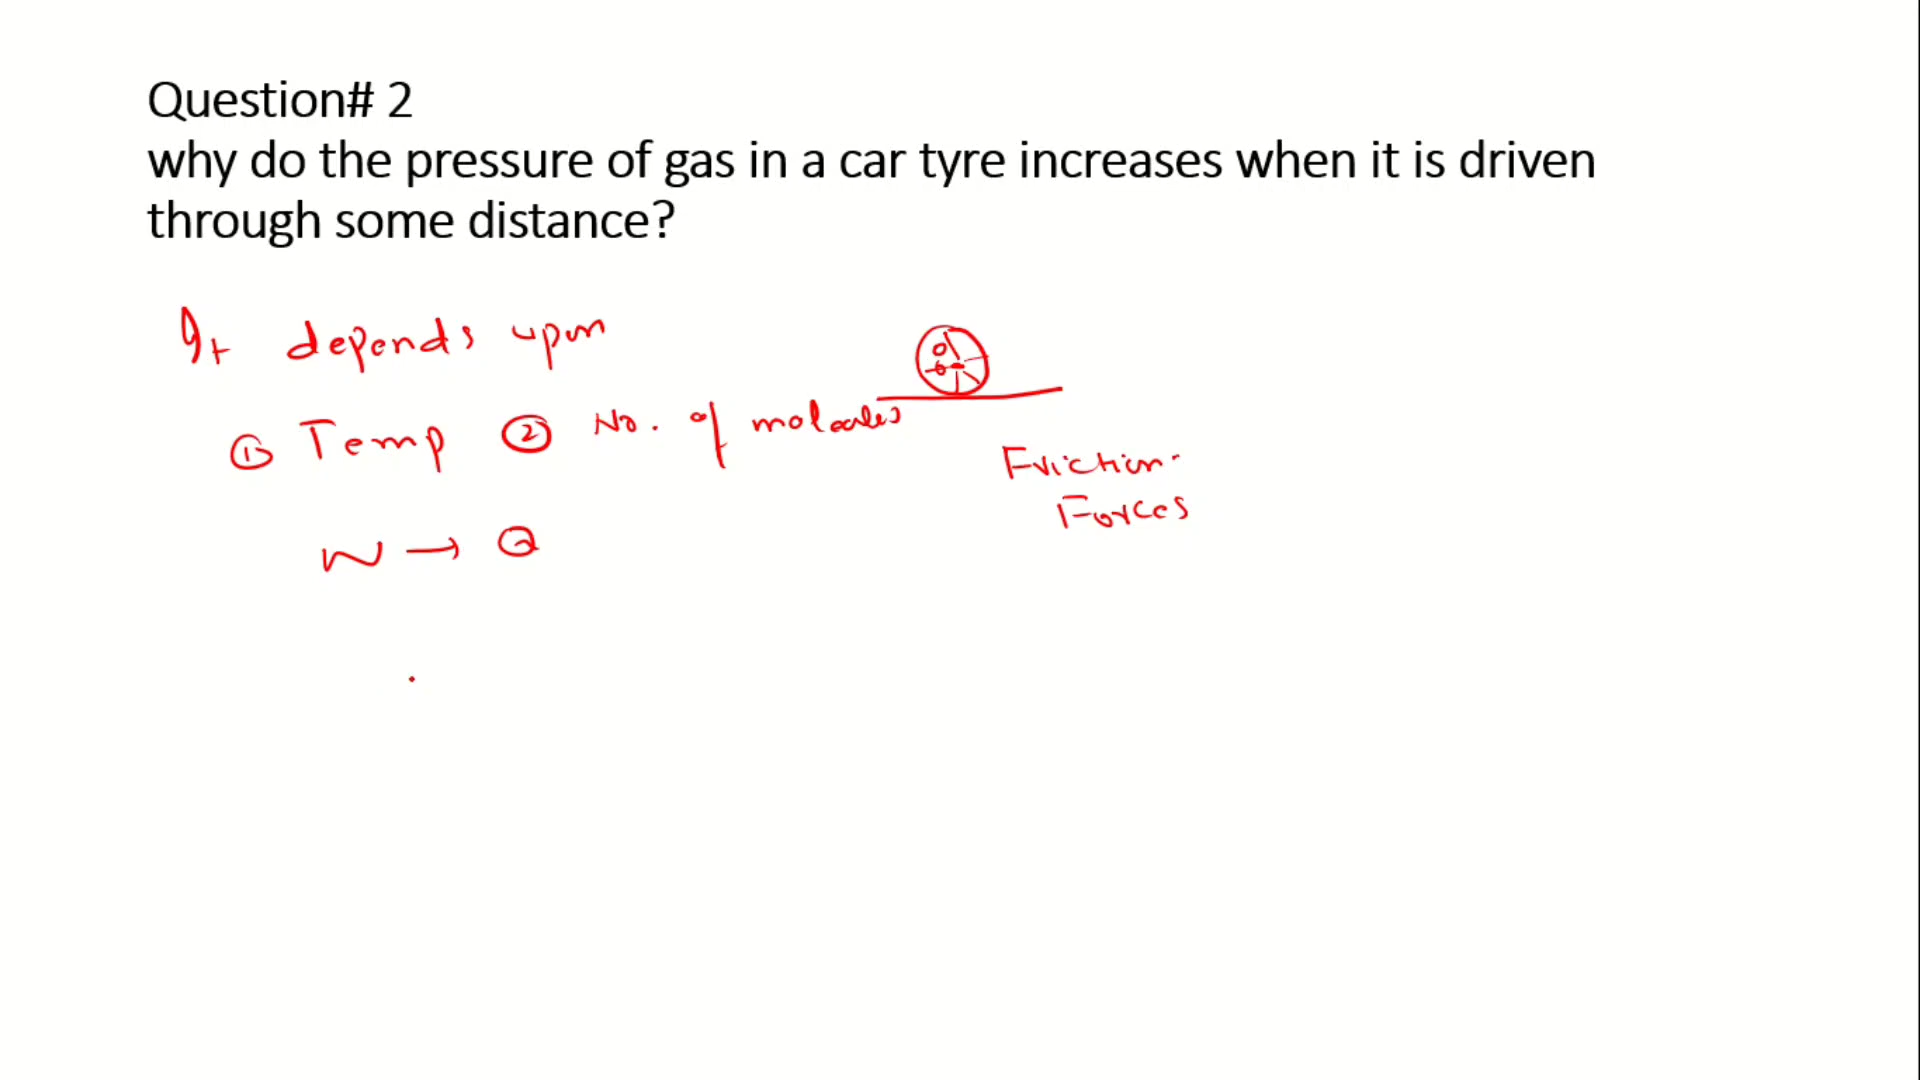 Question# 2
why do the pressure of gas in a car tyre increases when it is driven
through some distance?
It depends upon
① Temp ② No. of molecules
Friction
Forces
W → Q